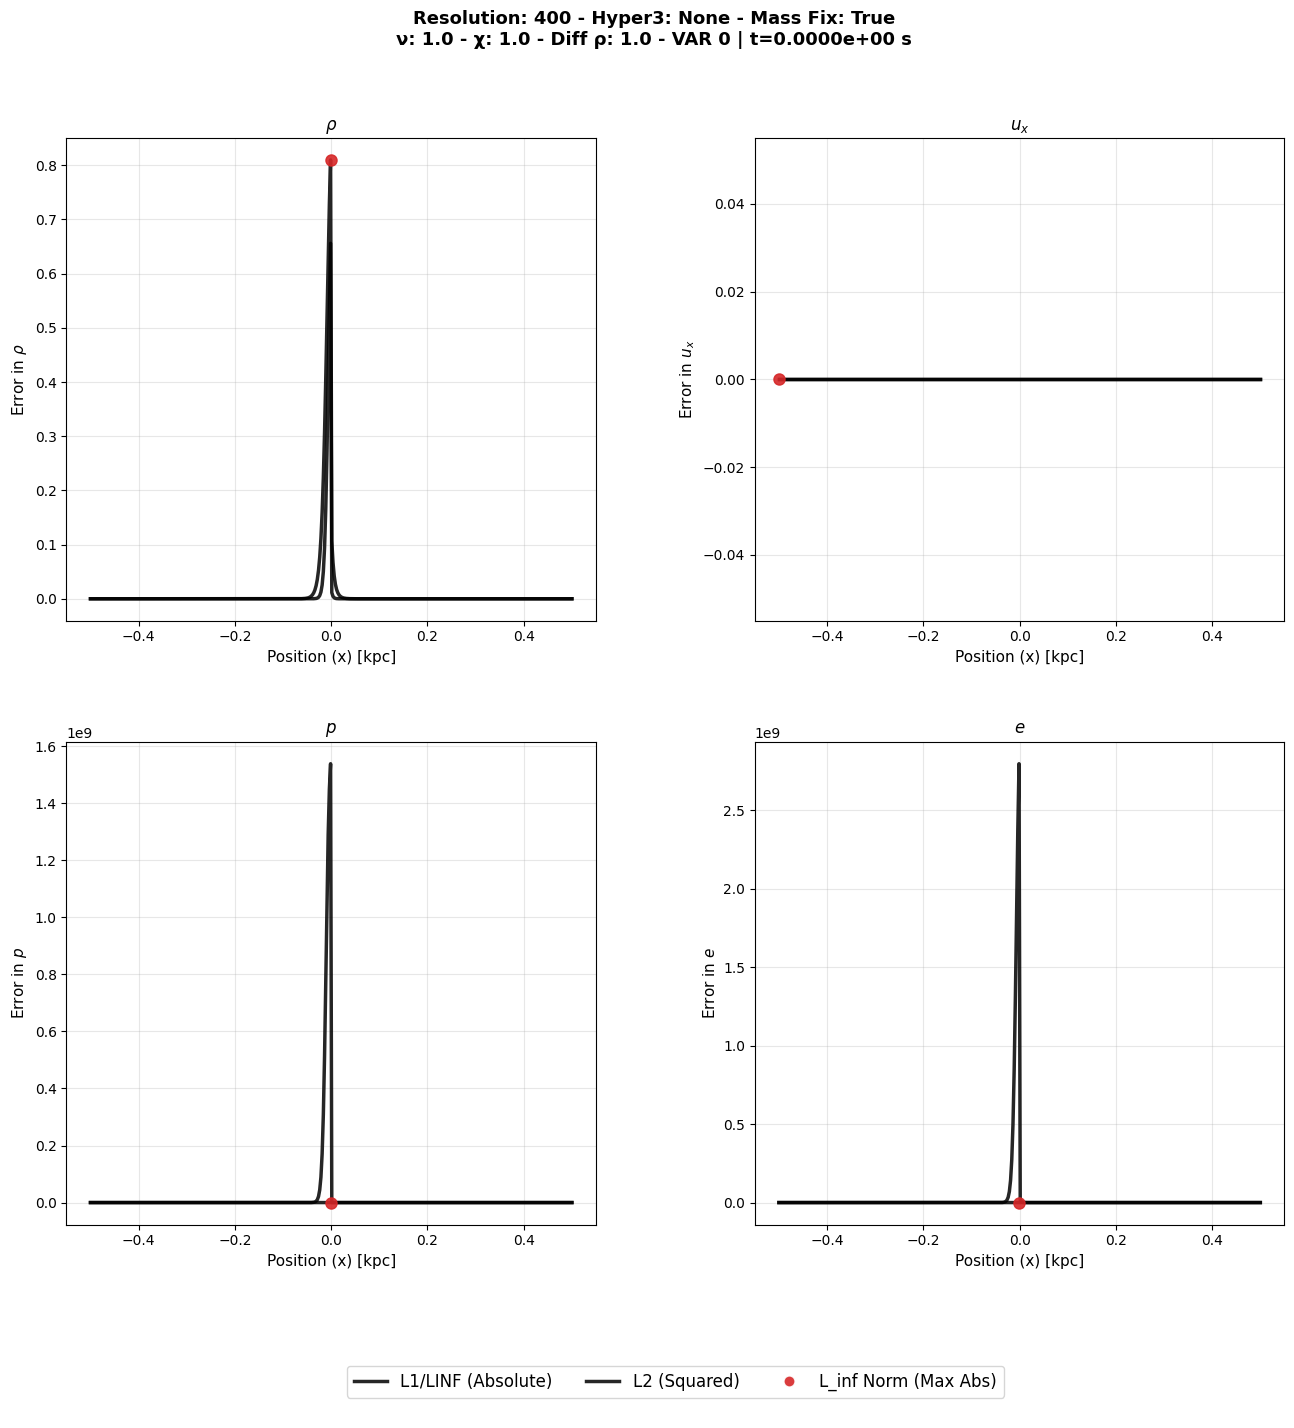 Resolution: 400 - Hyper3: None - Mass Fix: True
ν: 1.0 - χ: 1.0 - Diff ρ: 1.0 - VAR 0 | t=0.0000e+00 s
ρ
0.8
0.7
0.6
0.5
0.4
0.3
0.2
0.1
0.0
Error in ρ
−0.4 −0.2 0.0 0.2 0.4
Position (x) [kpc]
u_x
0.04
0.02
0.00
−0.02
−0.04
Error in u_x
−0.4 −0.2 0.0 0.2 0.4
Position (x) [kpc]
p
1e9
1.6
1.4
1.2
1.0
0.8
0.6
0.4
0.2
0.0
Error in p
−0.4 −0.2 0.0 0.2 0.4
Position (x) [kpc]
e
1e9
2.5
2.0
1.5
1.0
0.5
0.0
Error in e
−0.4 −0.2 0.0 0.2 0.4
Position (x) [kpc]
L1/LINF (Absolute) L2 (Squared) L_inf Norm (Max Abs)